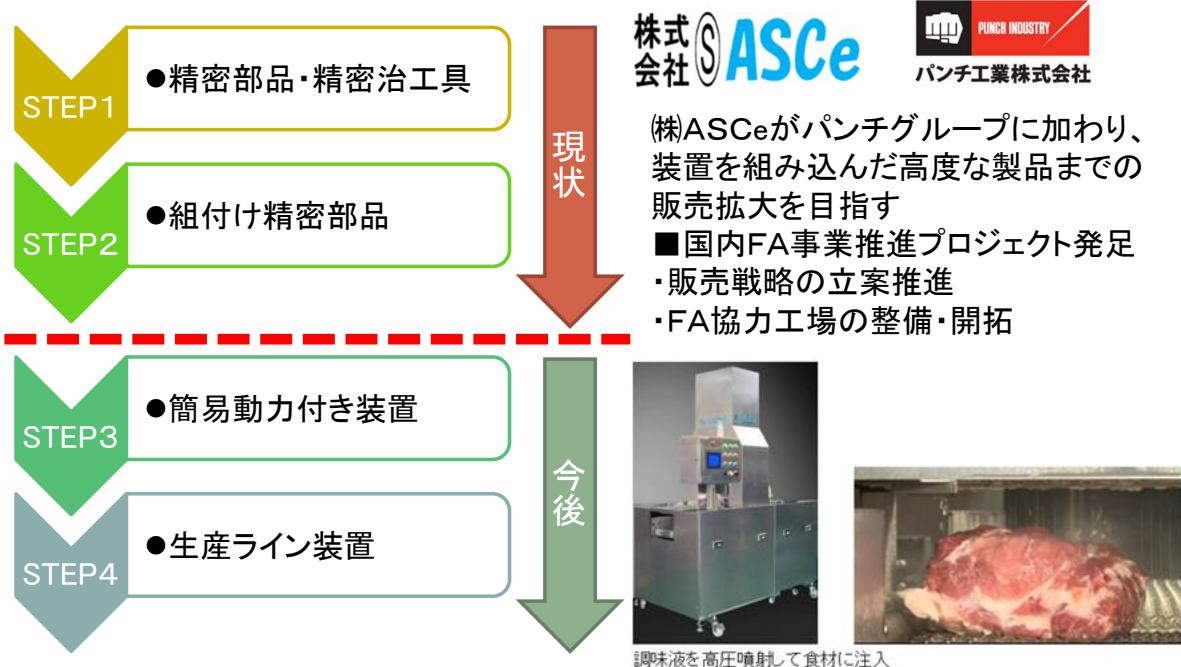 STEP1
●精密部品・精密治工具
STEP2
●組付け精密部品
現状
STEP3
●簡易動力付き装置
STEP4
●生産ライン装置
今後
株式会社 Ⓢ ASCe
PUNCH INDUSTRY
パンチ工業株式会社
㈱ASCeがパンチグループに加わり、
装置を組み込んだ高度な製品までの
販売拡大を目指す
■国内FA事業推進プロジェクト発足
・販売戦略の立案推進
・FA協力工場の整備・開拓
調味液を高圧噴射して食材に注入